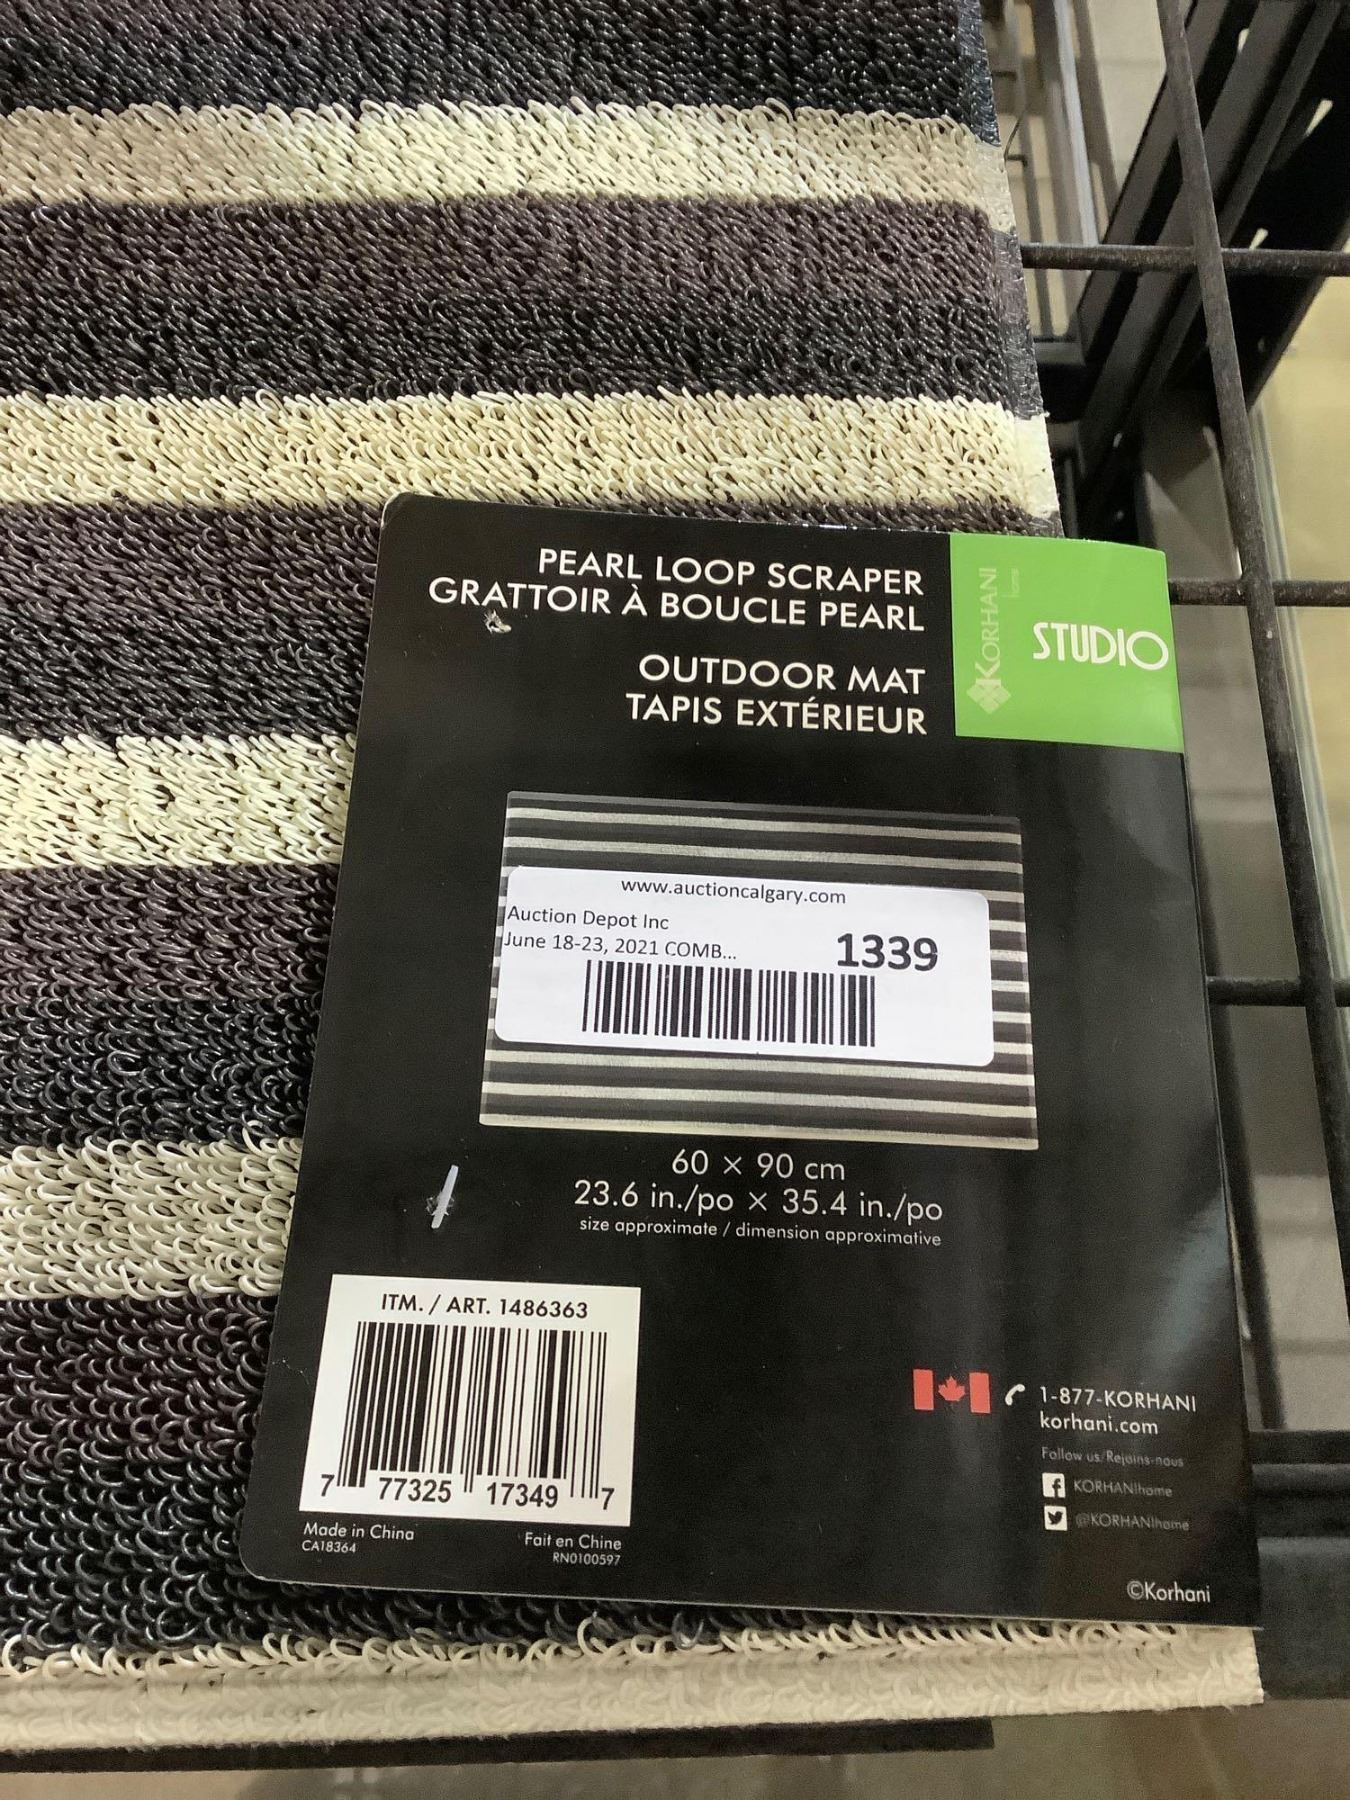 PEARL LOOP SCRAPER
GRATTOIR À BOUCLE PEARL
OUTDOOR MAT
TAPIS EXTÉRIEUR
KORHANI
home
STUDIO
www.auctioncalgary.com
Auction Depot Inc
June 18-23, 2021 COMB...
1339
60 × 90 cm
23.6 in./po × 35.4 in./po
size approximate / dimension approximative
ITM. / ART. 1486363
7 77325 17349 7
Made in China
CA18364
Fait en Chine
RN0100597
1-877-KORHANI
korhani.com
Follow us/Rejoins-nous
KORHANIhome
@KORHANIhome
©Korhani